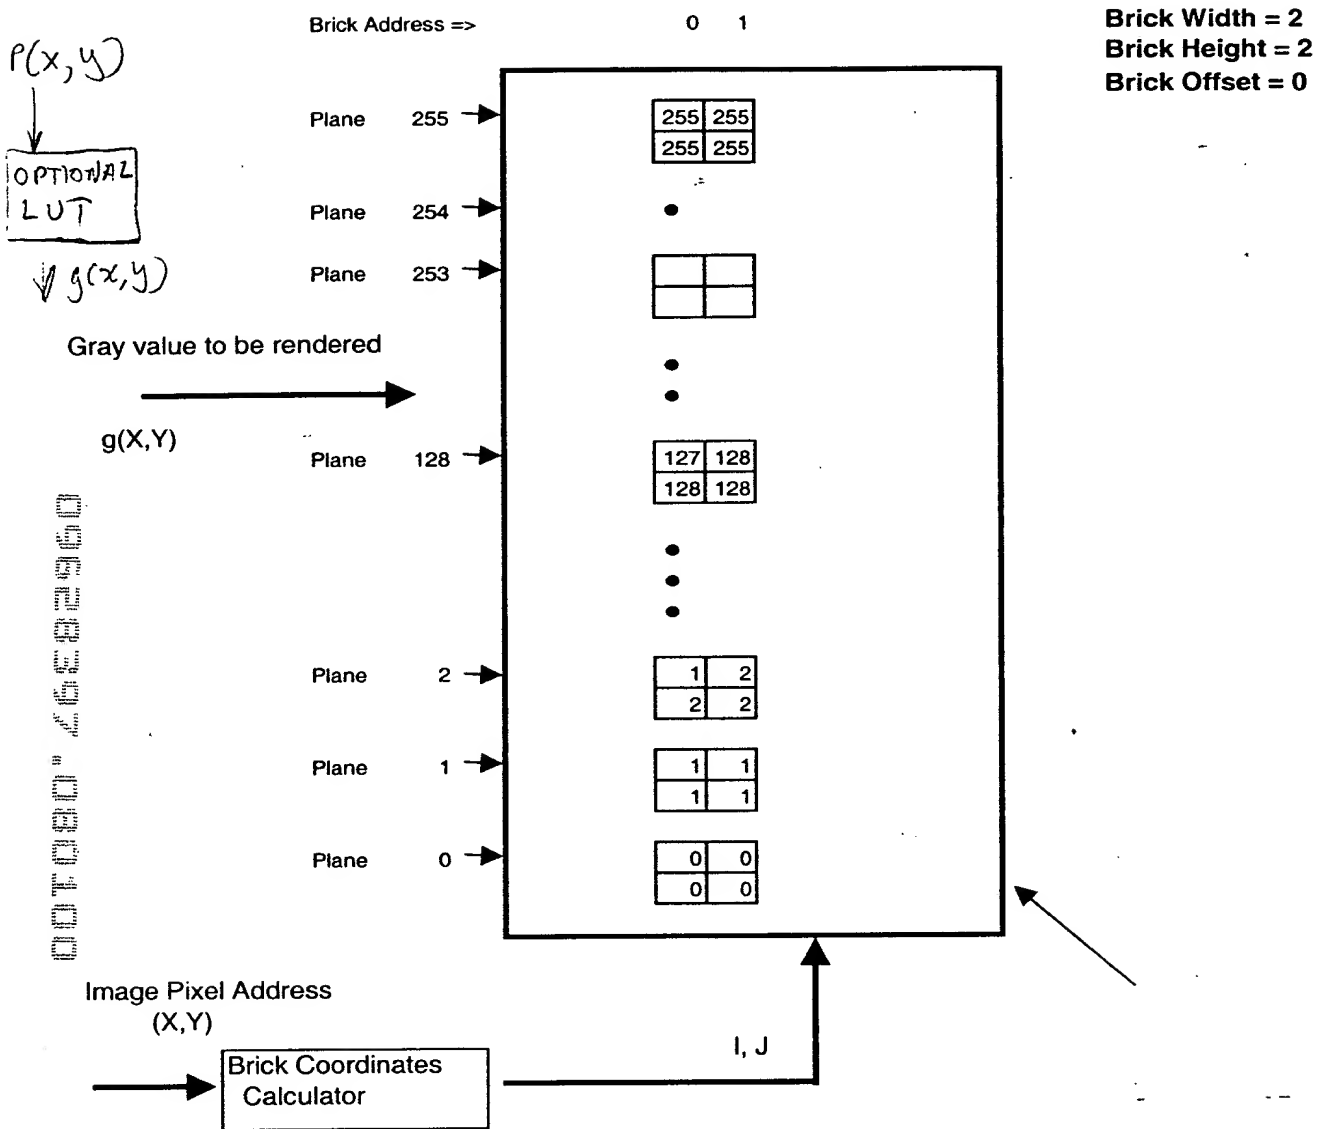 Brick Address => 0 1
Brick Width = 2
Brick Height = 2
Brick Offset = 0
P(x,y)
OPTIONAL
LUT
g(x,y)
Plane 255
255 255
255 255
Plane 254
Plane 253
Gray value to be rendered
g(X,Y)
Plane 128
127 128
128 128
Plane 2
1 2
2 2
Plane 1
1 1
1 1
Plane 0
0 0
0 0
09628397.080100
Image Pixel Address
(X,Y)
Brick Coordinates
Calculator
I, J